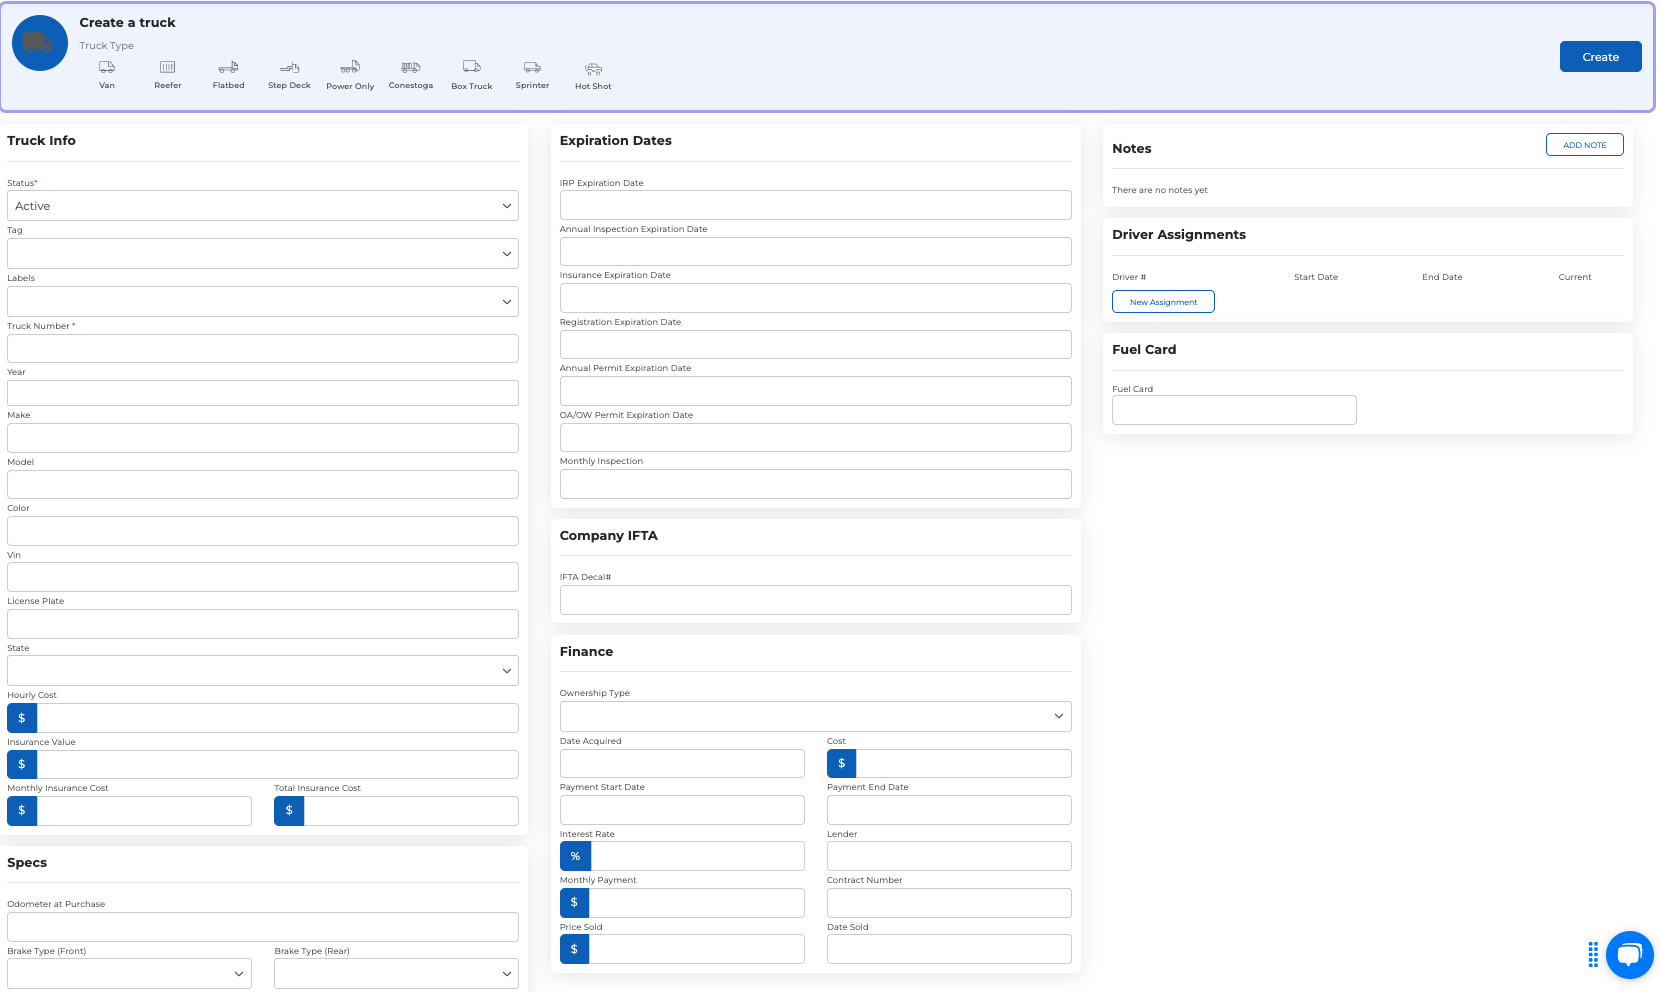 Create a truck
Truck Type
Van
Reefer
Flatbed
Step Deck
Power Only
Conestoga
Box Truck
Sprinter
Hot Shot
Create
Truck Info
Status*
Active
Tag
Labels
Truck Number *
Year
Make
Model
Color
Vin
License Plate
State
Hourly Cost
$
Insurance Value
$
Monthly Insurance Cost
$
Total Insurance Cost
$
Specs
Odometer at Purchase
Brake Type (Front)
Brake Type (Rear)
Expiration Dates
IRP Expiration Date
Annual Inspection Expiration Date
Insurance Expiration Date
Registration Expiration Date
Annual Permit Expiration Date
OA/OW Permit Expiration Date
Monthly Inspection
Company IFTA
IFTA Decal#
Finance
Ownership Type
Date Acquired
Cost
$
Payment Start Date
Payment End Date
Interest Rate
%
Lender
Monthly Payment
$
Contract Number
Price Sold
$
Date Sold
Notes
ADD NOTE
There are no notes yet
Driver Assignments
Driver #
Start Date
End Date
Current
New Assignment
Fuel Card
Fuel Card